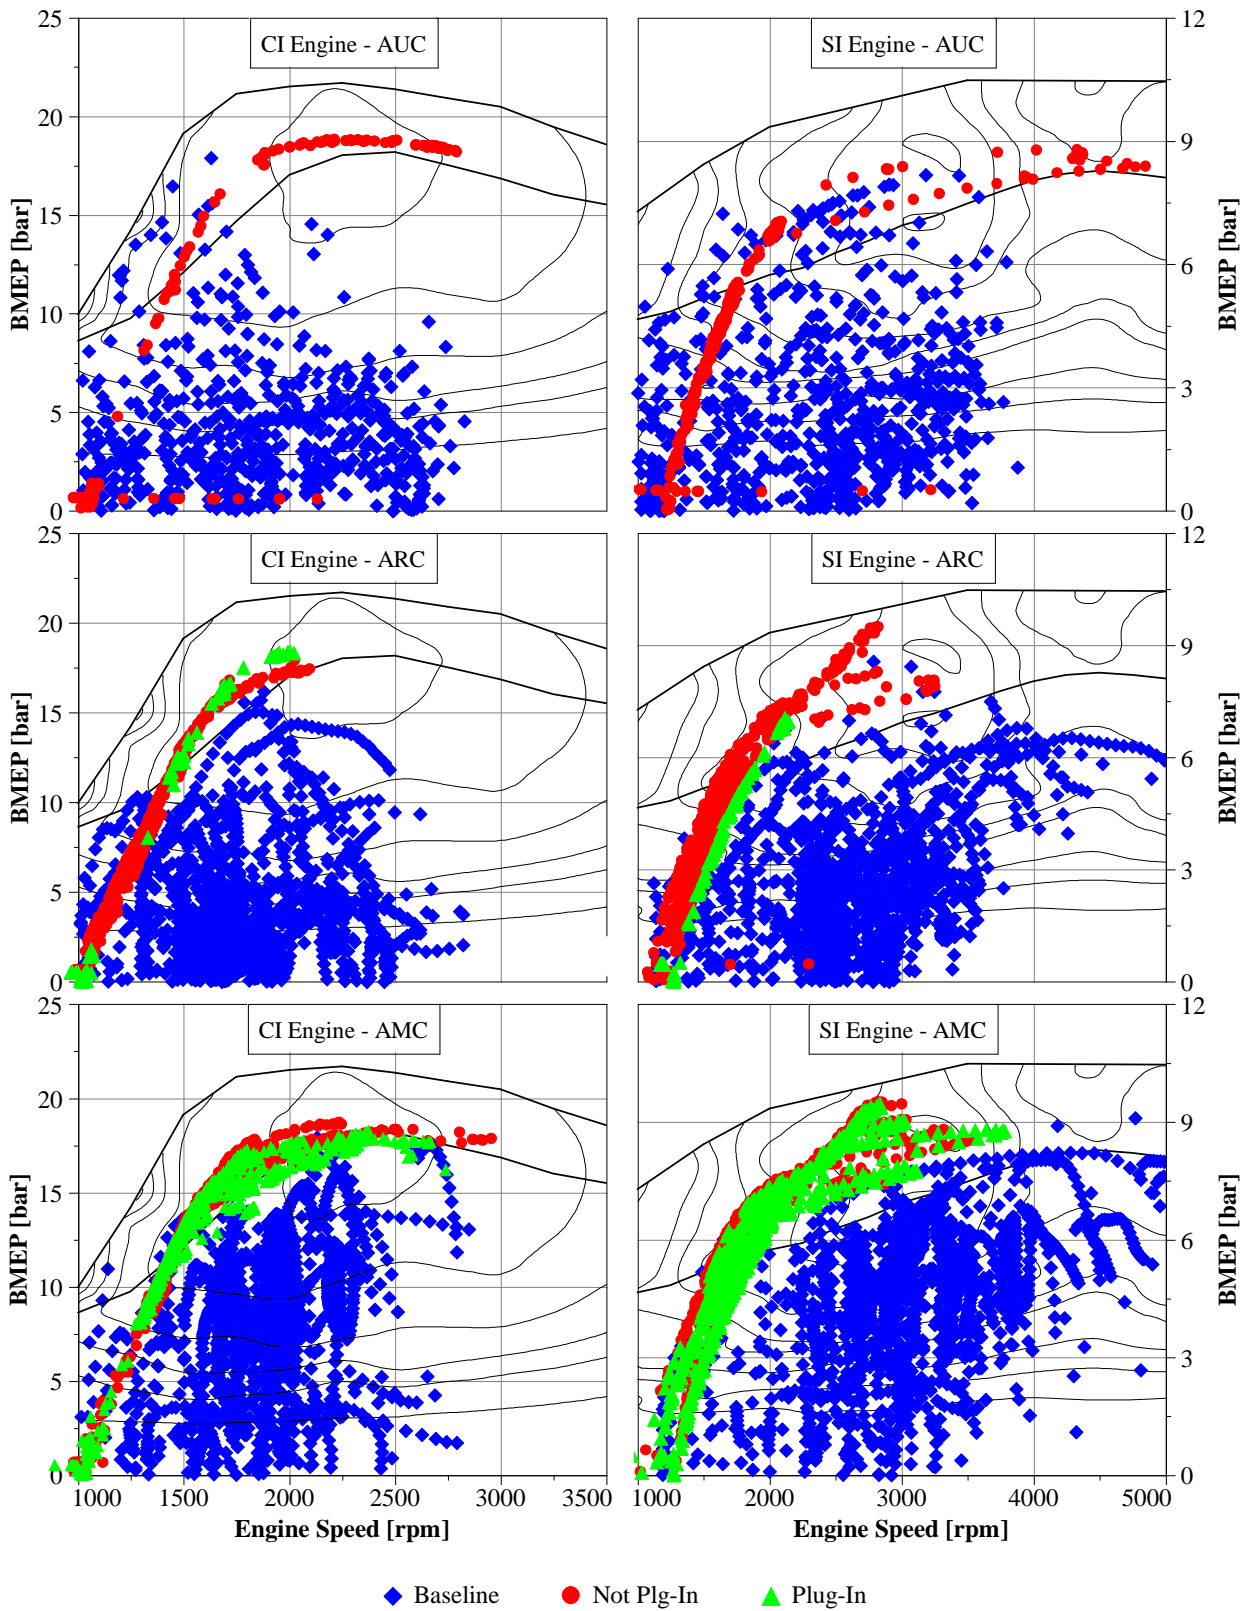 CI Engine - AUC
SI Engine - AUC
25
20
15
10
5
0
BMEP [bar]
12
9
6
3
0
BMEP [bar]
CI Engine - ARC
SI Engine - ARC
25
20
15
10
5
0
BMEP [bar]
12
9
6
3
0
BMEP [bar]
CI Engine - AMC
SI Engine - AMC
25
20
15
10
5
0
BMEP [bar]
12
9
6
3
0
BMEP [bar]
1000 1500 2000 2500 3000 3500
1000 2000 3000 4000 5000
Engine Speed [rpm]
Engine Speed [rpm]
Baseline Not Plg-In Plug-In